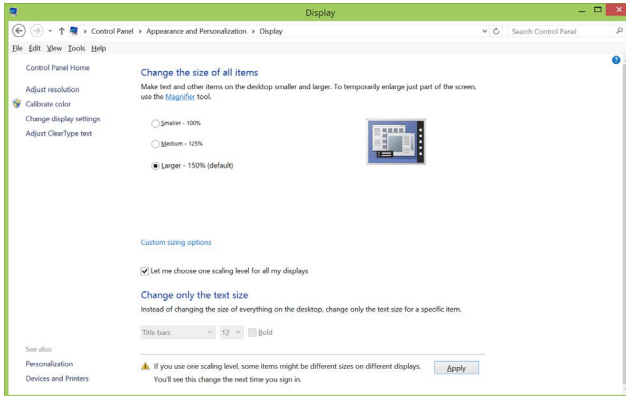 Display
Control Panel Appearance and Personalization Display
Search Control Panel
File Edit View Tools Help
Control Panel Home
Adjust resolution
Calibrate color
Change display settings
Adjust ClearType text
See also
Personalization
Devices and Printers
Change the size of all items
Make text and other items on the desktop smaller and larger. To temporarily enlarge just part of the screen,
use the Magnifier tool.
Smaller - 100%
Medium - 125%
Larger - 150% (default)
Custom sizing options
Let me choose one scaling level for all my displays
Change only the text size
Instead of changing the size of everything on the desktop, change only the text size for a specific item.
Title bars 12 Bold
If you use one scaling level, some items might be different sizes on different displays.
You'll see this change the next time you sign in.
Apply